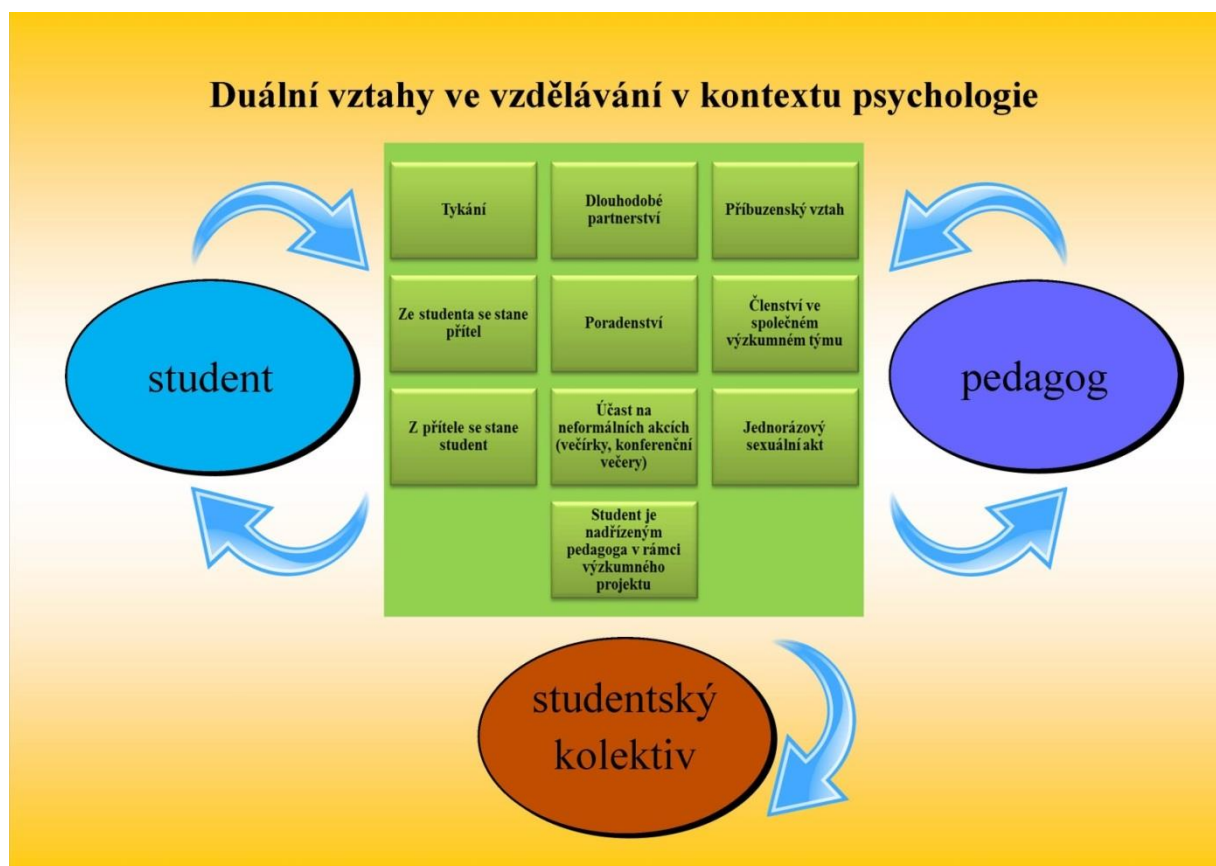 Duální vztahy ve vzdělávání v kontextu psychologie
Tykání
Dlouhodobé
partnerství
Příbuzenský vztah
Ze studenta se stane
přítel
Poradenství
Členství ve
společném
výzkumném týmu
Z přítele se stane
student
Účast na
neformálních akcích
(večírky, konferenční
večery)
Jednorázový
sexuální akt
Student je
nadřízeným
pedagoga v rámci
výzkumného
projektu
student
pedagog
studentský
kolektiv